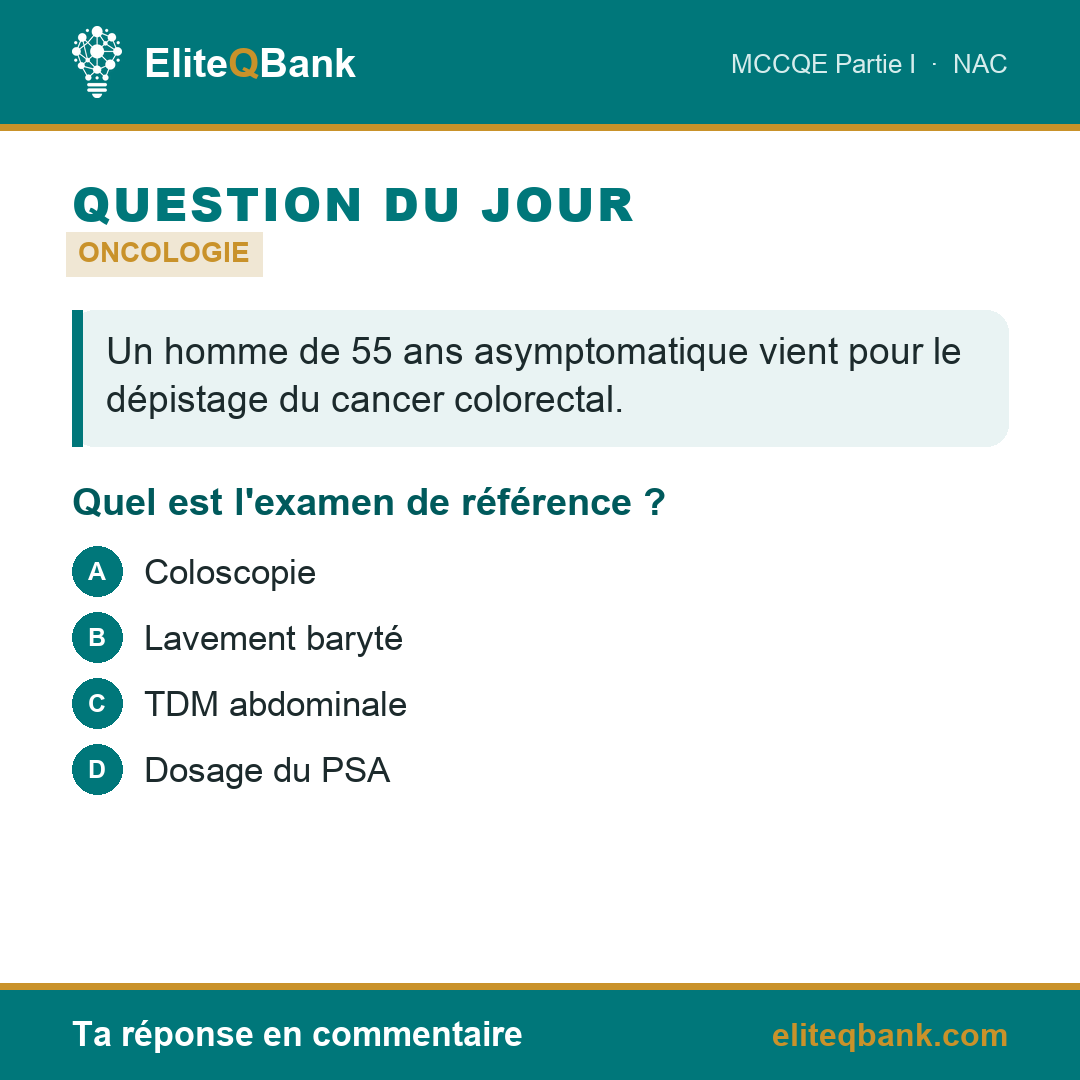 EliteQBank
MCCQE Partie I · NAC
QUESTION DU JOUR
ONCOLOGIE
Un homme de 55 ans asymptomatique vient pour le
dépistage du cancer colorectal.
Quel est l'examen de référence ?
A Coloscopie
B Lavement baryté
C TDM abdominale
D Dosage du PSA
Ta réponse en commentaire
eliteqbank.com